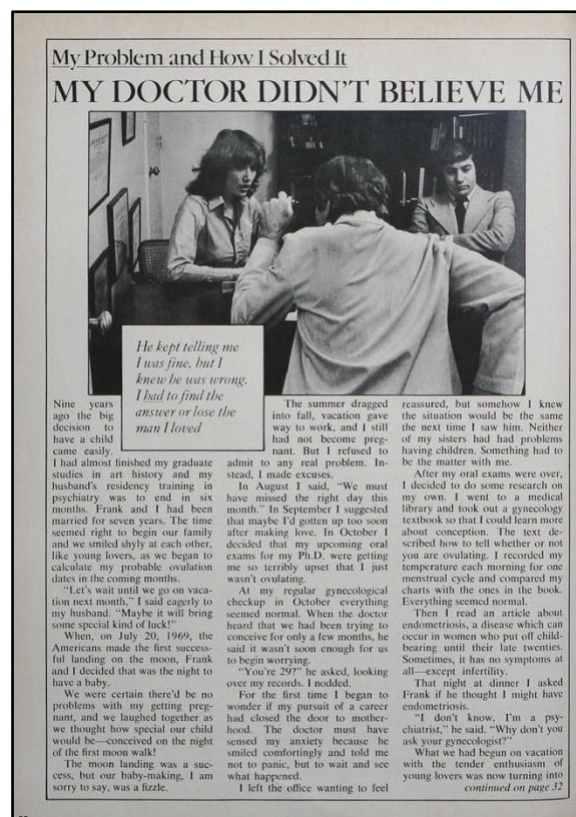 My Problem and How I Solved It
MY DOCTOR DIDN'T BELIEVE ME
He kept telling me
I was fine, but I
knew he was wrong.
I had to find the
answer or lose the
man I loved
Nine years
ago the big
decision to
have a child
came easily.
I had almost finished my graduate
studies in art history and my
husband's residency training in
psychiatry was to end in six
months. Frank and I had been
married for seven years. The time
seemed right to begin our family
and we smiled shyly at each other,
like young lovers, as we began to
calculate my probable ovulation
dates in the coming months.
"Let's wait until we go on vaca-
tion next month," I said eagerly to
my husband. "Maybe it will bring
some special kind of luck!"
When, on July 20, 1969, the
Americans made the first success-
ful landing on the moon, Frank
and I decided that was the night to
have a baby.
We were certain there'd be no
problems with my getting preg-
nant, and we laughed together as
we thought how special our child
would be—conceived on the night
of the first moon walk!
The moon landing was a suc-
cess, but our baby-making, I am
sorry to say, was a fizzle.
The summer dragged
into fall, vacation gave
way to work, and I still
had not become preg-
nant. But I refused to
admit to any real problem. In-
stead, I made excuses.
In August I said, "We must
have missed the right day this
month." In September I suggested
that maybe I'd gotten up too soon
after making love. In October I
decided that my upcoming oral
exams for my Ph.D. were getting
me so terribly upset that I just
wasn't ovulating.
At my regular gynecological
checkup in October everything
seemed normal. When the doctor
heard that we had been trying to
conceive for only a few months, he
said it wasn't soon enough for us
to begin worrying.
"You're 29?" he asked, looking
over my records. I nodded.
For the first time I began to
wonder if my pursuit of a career
had closed the door to mother-
hood. The doctor must have
sensed my anxiety because he
smiled comfortingly and told me
not to panic, but to wait and see
what happened.
I left the office wanting to feel
reassured, but somehow I knew
the situation would be the same
the next time I saw him. Neither
of my sisters had had problems
having children. Something had to
be the matter with me.
After my oral exams were over,
I decided to do some research on
my own. I went to a medical
library and took out a gynecology
textbook so that I could learn more
about conception. The text de-
scribed how to tell whether or not
you are ovulating. I recorded my
temperature each morning for one
menstrual cycle and compared my
charts with the ones in the book.
Everything seemed normal.
Then I read an article about
endometriosis, a disease which can
occur in women who put off child-
bearing until their late twenties.
Sometimes, it has no symptoms at
all—except infertility.
That night at dinner I asked
Frank if he thought I might have
endometriosis.
"I don't know, I'm a psy-
chiatrist," he said. "Why don't you
ask your gynecologist?"
What we had begun on vacation
with the tender enthusiasm of
young lovers was now turning into
continued on page 32